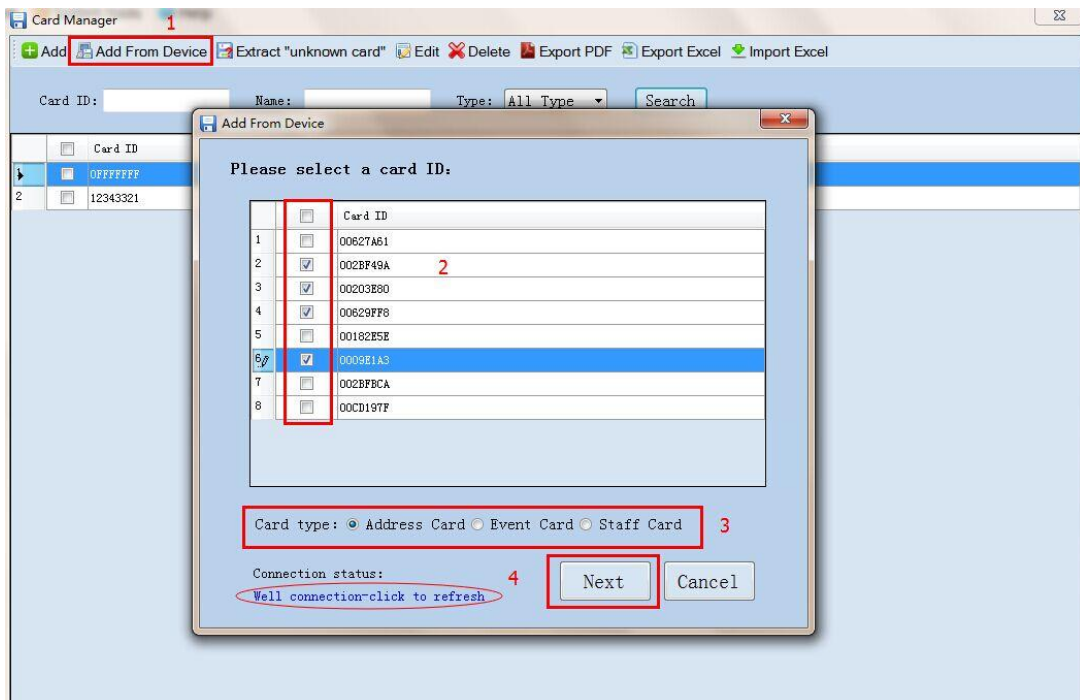 Card Manager
1
Add Add From Device Extract "unknown card" Edit Delete Export PDF Export Excel Import Excel
Card ID: Name: Type: All Type Search
Card ID
0FFFFFFF
2 12343321
Add From Device
Please select a card ID:
Card ID
1 00627A61
2 002BF49A
2
3 00203E80
4 00629FF8
5 00182E5E
6 0009E1A3
7 002BFBCA
8 00CD197F
Card type: Address Card Event Card Staff Card
3
Connection status:
Well connection-click to refresh
4
Next Cancel